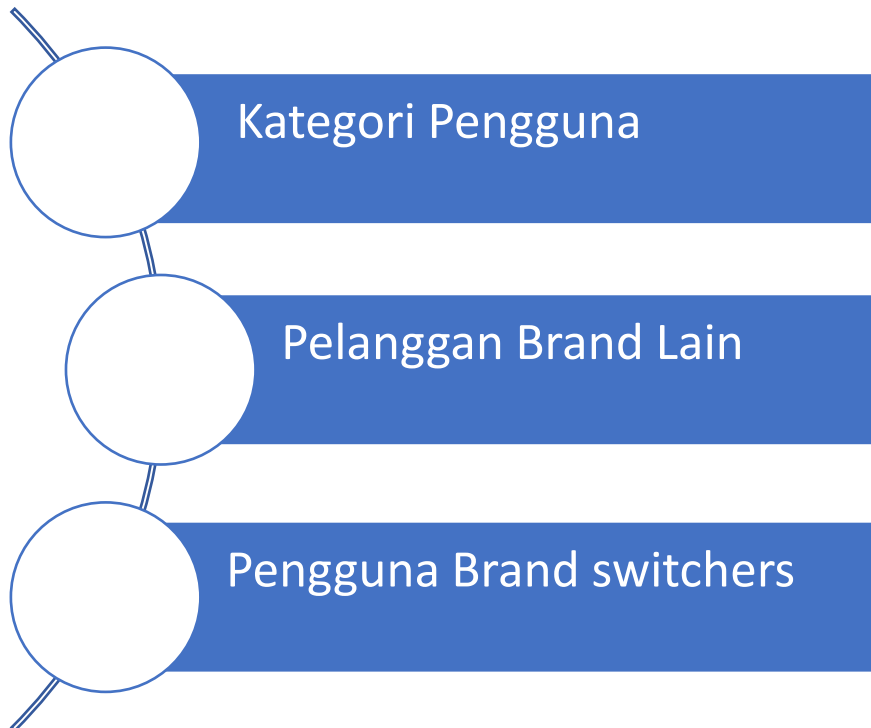 Kategori Pengguna
Pelanggan Brand Lain
Pengguna Brand switchers